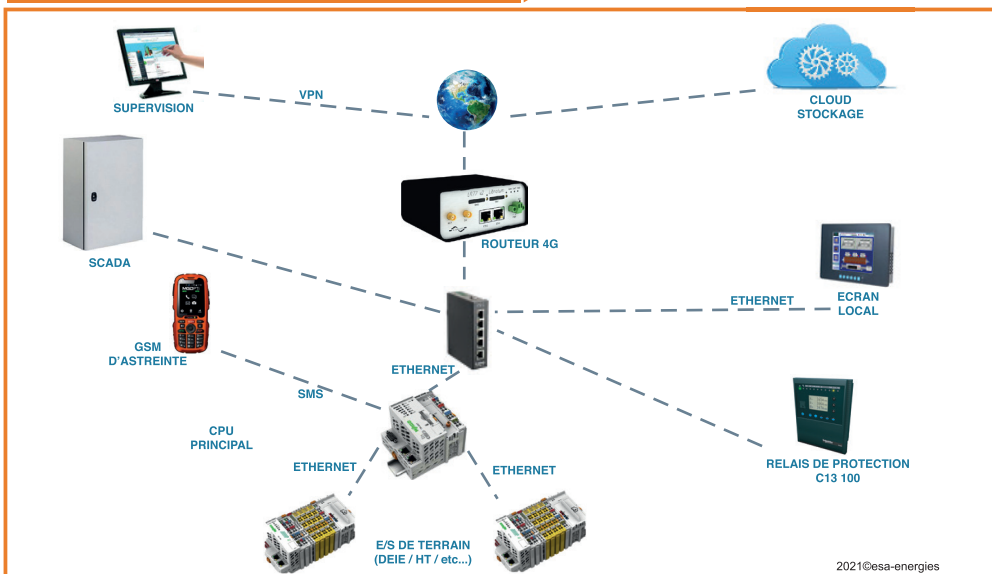 SUPERVISION
VPN
CLOUD
STOCKAGE
ROUTEUR 4G
SCADA
ETHERNET
ECRAN
LOCAL
GSM
D'ASTREINTE
ETHERNET
SMS
CPU
PRINCIPAL
ETHERNET
ETHERNET
RELAIS DE PROTECTION
C13 100
E/S DE TERRAIN
(DEIE / HT / etc...)
2021©esa-energies